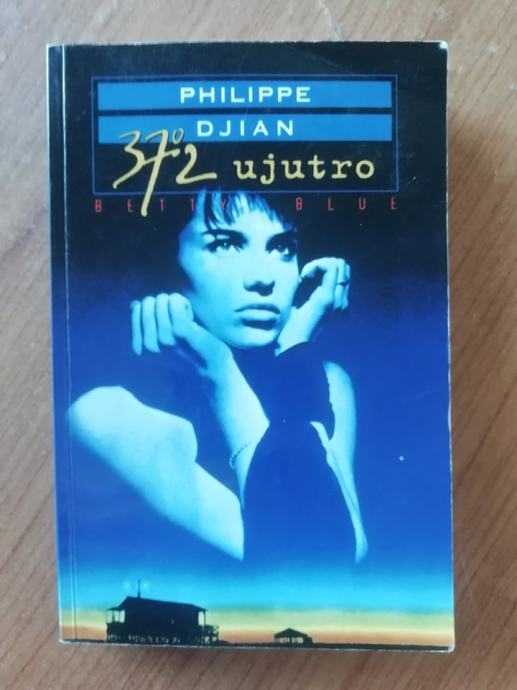 PHILIPPE
DJIAN
37°2 ujutro
BETTY BLUE